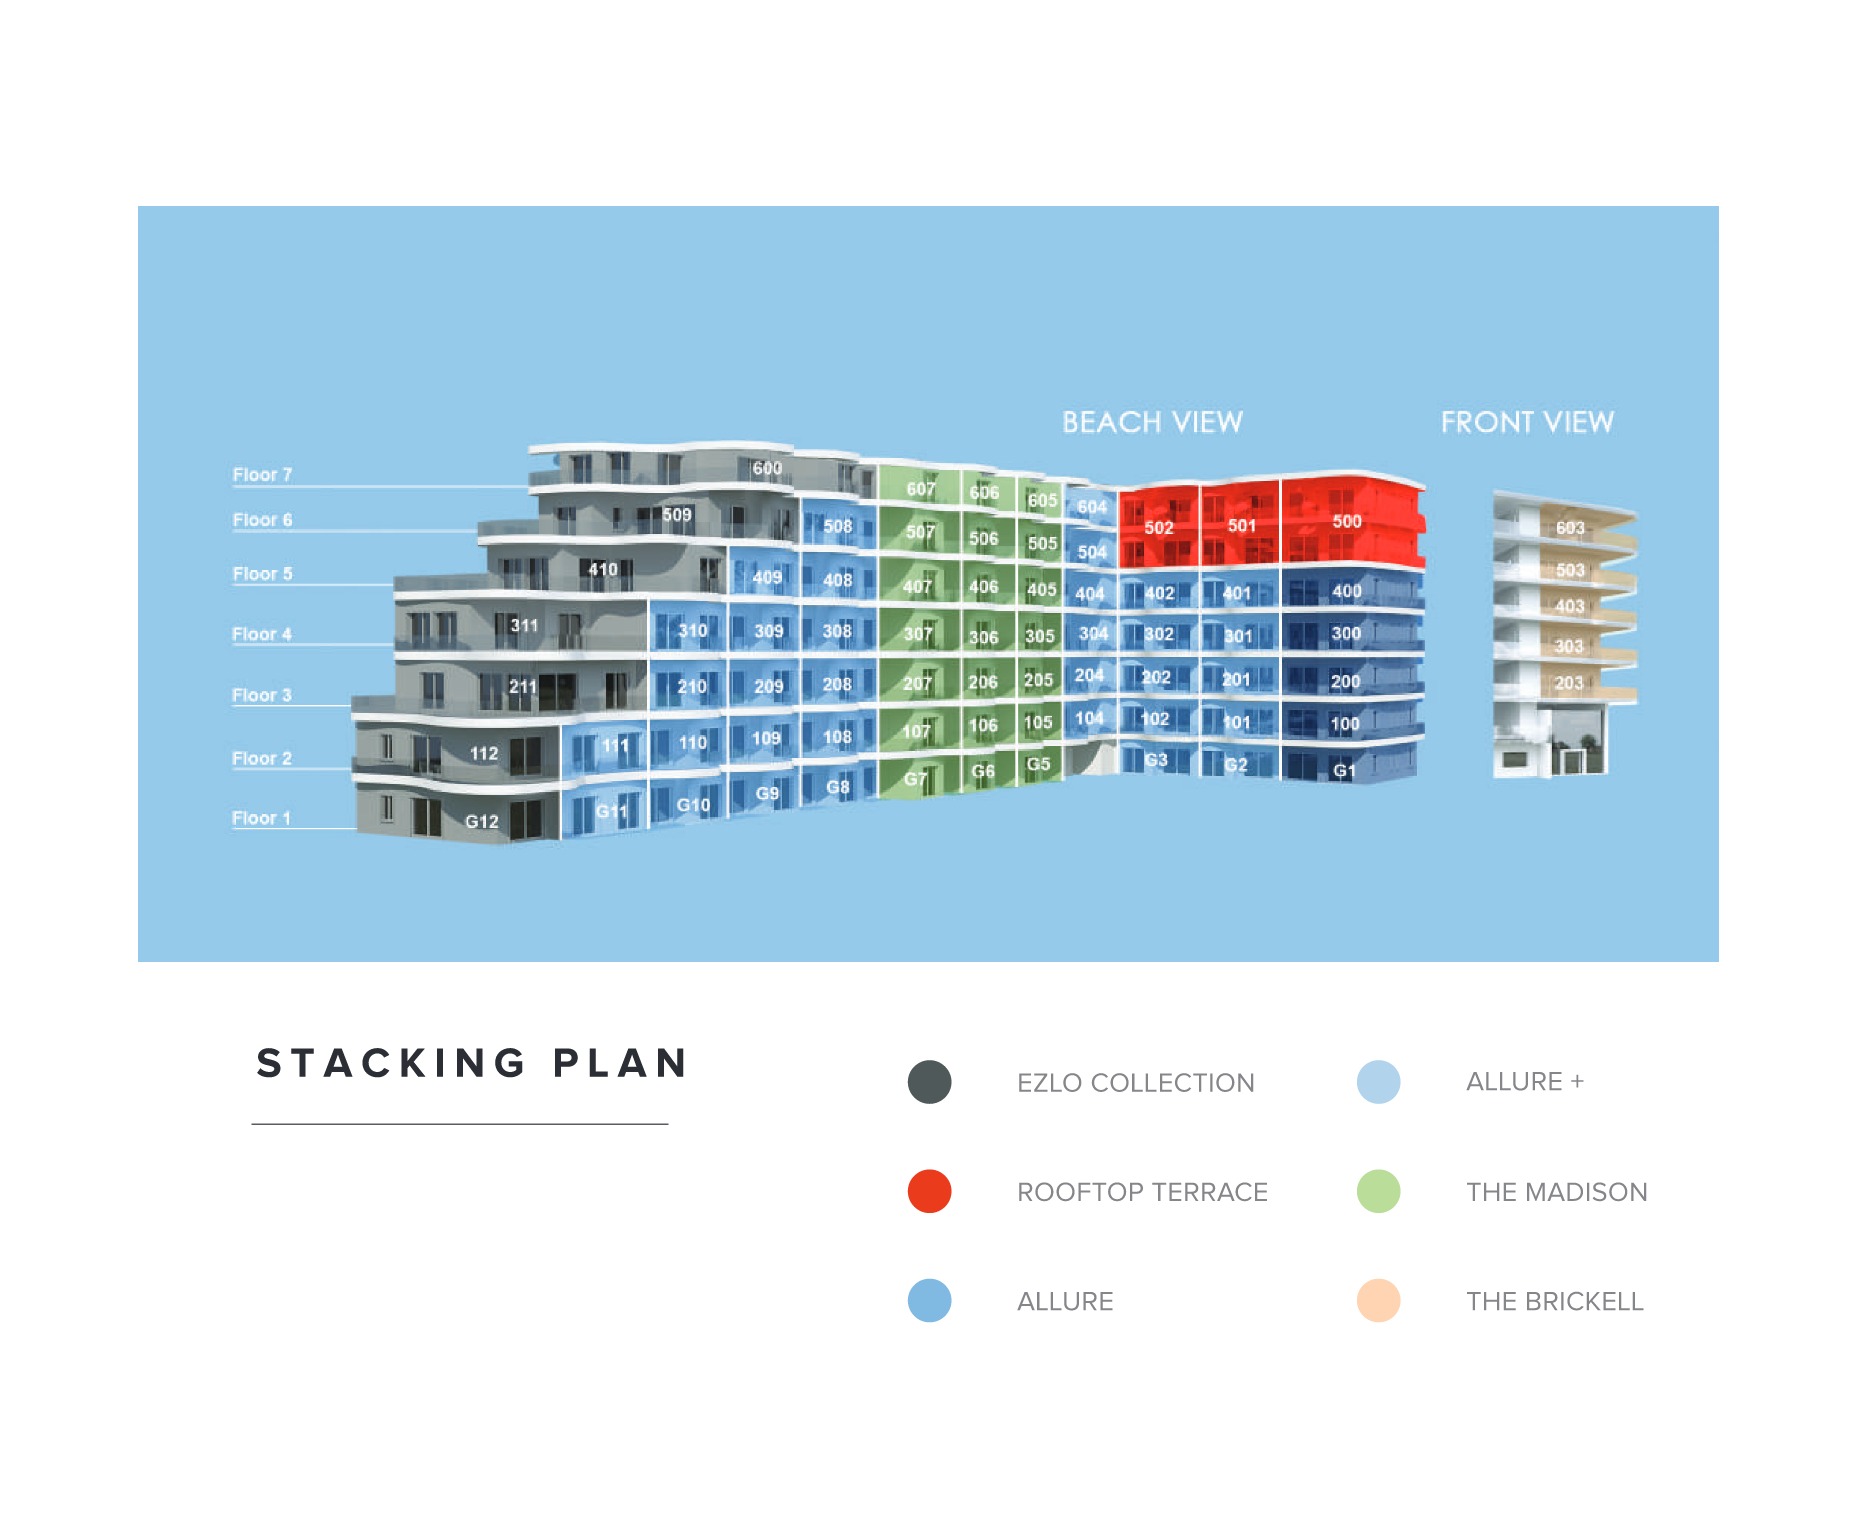 BEACH VIEW FRONT VIEW
Floor 7 600 607 606 605 604
Floor 6 509 508 507 506 505 504 502 501 500 603
Floor 5 410 409 408 407 406 405 404 402 401 400 503
Floor 4 311 310 309 308 307 306 305 304 302 301 300 403
Floor 3 211 210 209 208 207 206 205 204 202 201 200 303
Floor 2 112 111 110 109 108 107 106 105 104 102 101 100 203
Floor 1 G12 G11 G10 G9 G8 G7 G6 G5 G3 G2 G1
STACKING PLAN
EZLO COLLECTION
ALLURE +
ROOFTOP TERRACE
THE MADISON
ALLURE
THE BRICKELL